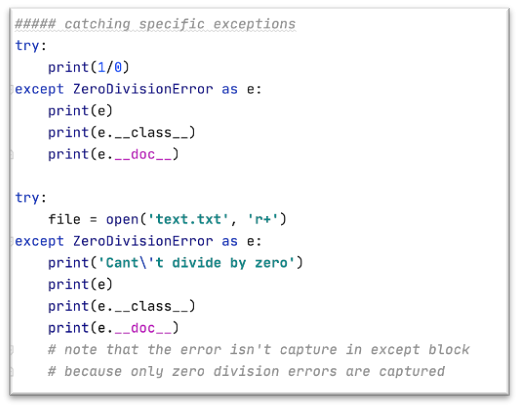 ##### catching specific exceptions
try:
    print(1/0)
except ZeroDivisionError as e:
    print(e)
    print(e.__class__)
    print(e.__doc__)

try:
    file = open('text.txt', 'r+')
except ZeroDivisionError as e:
    print('Cant\'t divide by zero')
    print(e)
    print(e.__class__)
    print(e.__doc__)
    # note that the error isn't capture in except block
    # because only zero division errors are captured